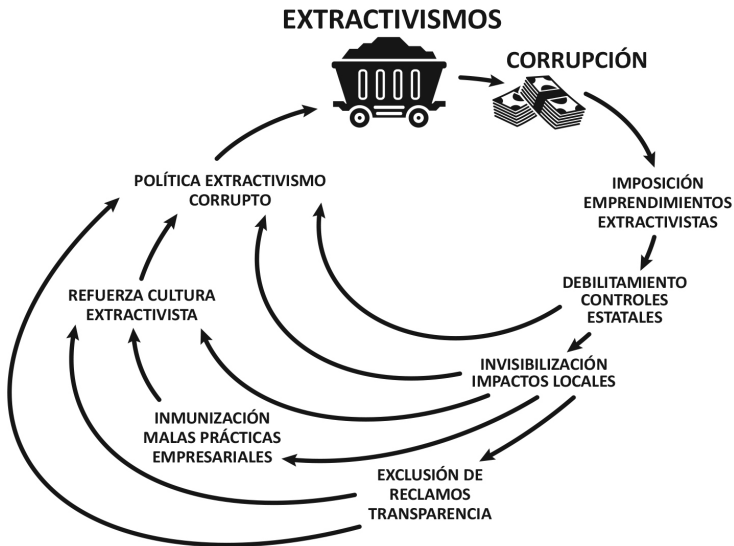 EXTRACTIVISMOS
CORRUPCIÓN
IMPOSICIÓN
EMPRENDIMIENTOS
EXTRACTIVISTAS
DEBILITAMIENTO
CONTROLES
ESTATALES
INVISIBILIZACIÓN
IMPACTOS LOCALES
EXCLUSIÓN DE
RECLAMOS
TRANSPARENCIA
INMUNIZACIÓN
MALAS PRÁCTICAS
EMPRESARIALES
REFUERZA CULTURA
EXTRACTIVISTA
POLÍTICA EXTRACTIVISMO
CORRUPTO